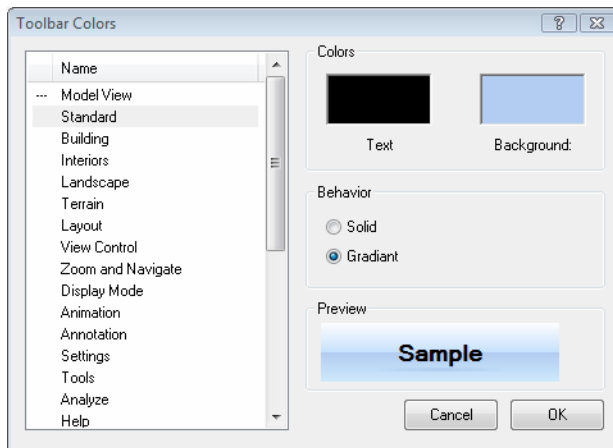 Toolbar Colors
Name
--- Model View
Standard
Building
Interiors
Landscape
Terrain
Layout
View Control
Zoom and Navigate
Display Mode
Animation
Annotation
Settings
Tools
Analyze
Help
Colors
Text Background:
Behavior
Solid
Gradiant
Preview
Sample
Cancel OK